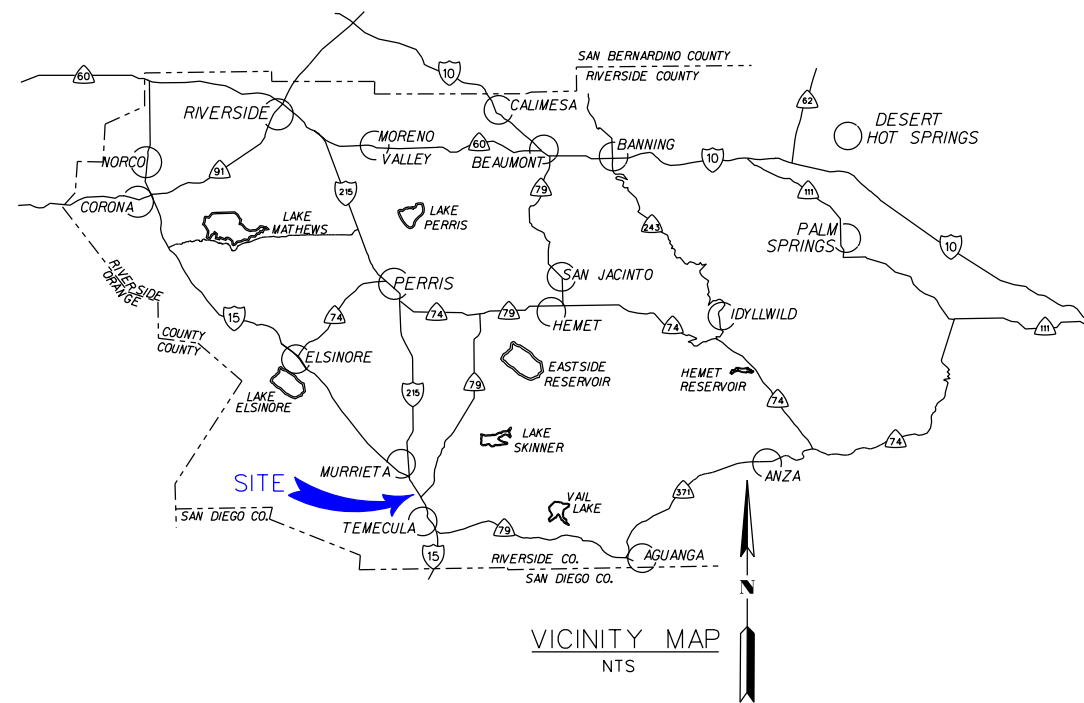 SAN BERNARDINO COUNTY
RIVERSIDE COUNTY
60
10
62
RIVERSIDE
CALIMESA
DESERT
HOT SPRINGS
MORENO
VALLEY
60
BEAUMONT
BANNING
10
NORCO
91
215
79
111
CORONA
LAKE
MATHEWS
LAKE
PERRIS
243
PALM
SPRINGS
10
RIVERSIDE
ORANGE
COUNTY
COUNTY
SAN JACINTO
PERRIS
15
74
74
79
HEMET
74
IDYLLWILD
111
ELSINORE
LAKE
ELSINORE
215
79
EASTSIDE
RESERVOIR
HEMET
RESERVOIR
74
LAKE
SKINNER
74
MURRIETA
ANZA
SITE
371
VAIL
LAKE
SAN DIEGO CO.
TEMECULA
79
15
RIVERSIDE CO.
SAN DIEGO CO.
AGUANGA
N
VICINITY MAP
NTS